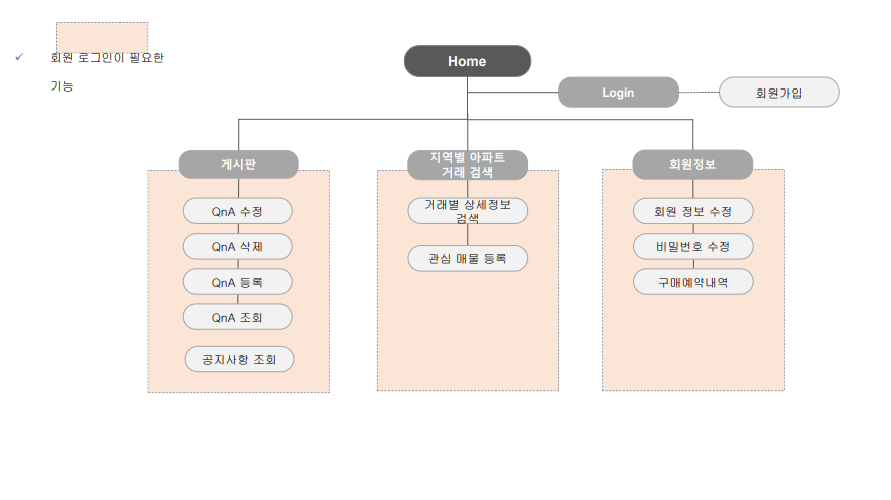 ✓ 회원 로그인이 필요한
기능
Home
Login
회원가입
게시판
지역별 아파트
거래 검색
회원정보
QnA 수정
QnA 삭제
QnA 등록
QnA 조회
공지사항 조회
거래별 상세정보
검색
관심 매물 등록
회원 정보 수정
비밀번호 수정
구매예약내역